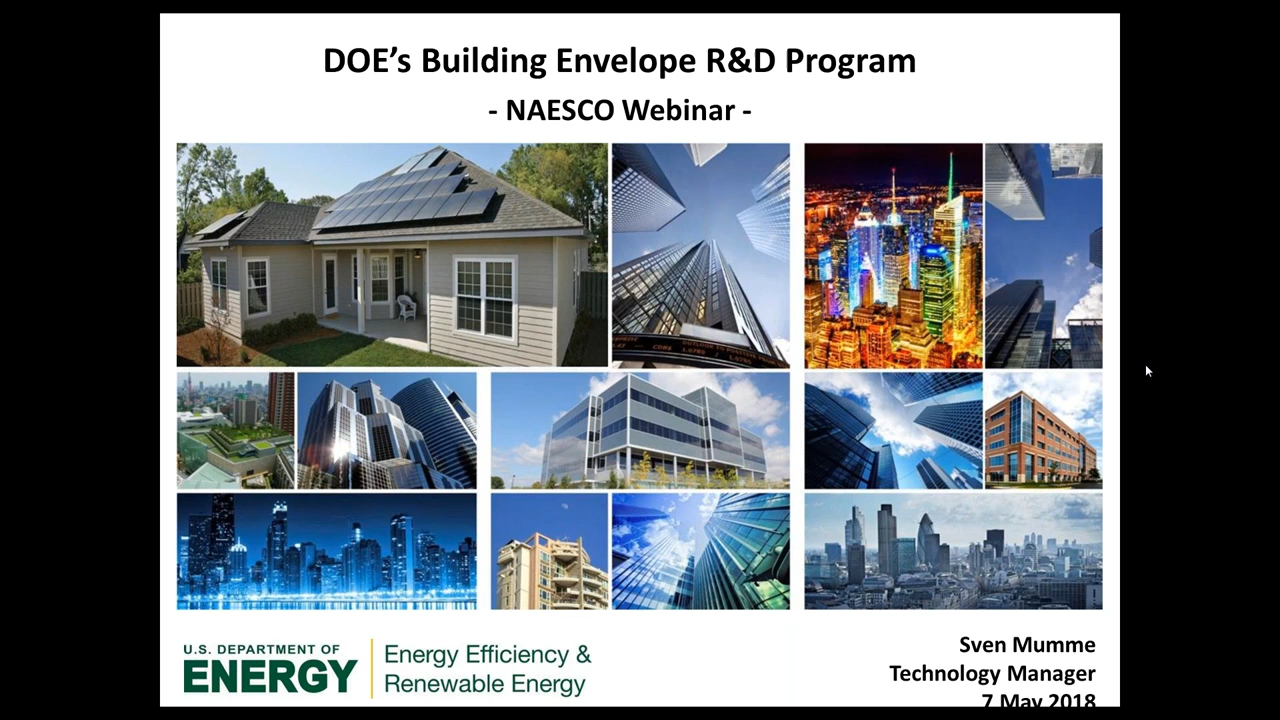 DOE’s Building Envelope R&D Program
- NAESCO Webinar -
U.S. DEPARTMENT OF
ENERGY
Energy Efficiency &
Renewable Energy
Sven Mumme
Technology Manager
7 May 2018